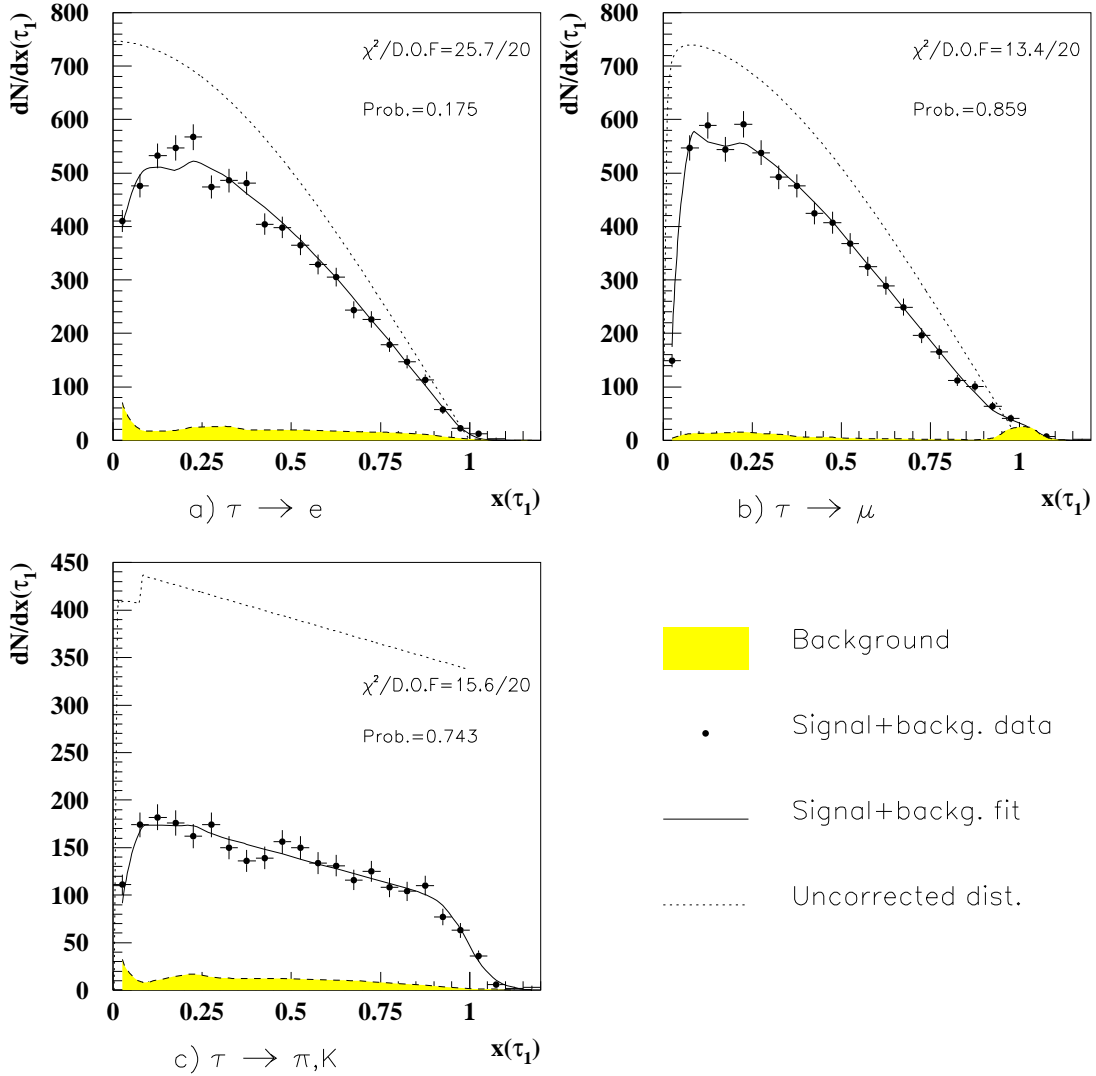 dN/dx(τ₁)
800
700
600
500
400
300
200
100
0
χ²/D.O.F=25.7/20
Prob.=0.175
0 0.25 0.5 0.75 1
x(τ₁)
a) τ → e
dN/dx(τ₁)
800
700
600
500
400
300
200
100
0
χ²/D.O.F=13.4/20
Prob.=0.859
0 0.25 0.5 0.75 1
x(τ₁)
b) τ → μ
dN/dx(τ₁)
450
400
350
300
250
200
150
100
50
0
χ²/D.O.F=15.6/20
Prob.=0.743
0 0.25 0.5 0.75 1
x(τ₁)
c) τ → π,K
Background
Signal+backg. data
Signal+backg. fit
Uncorrected dist.